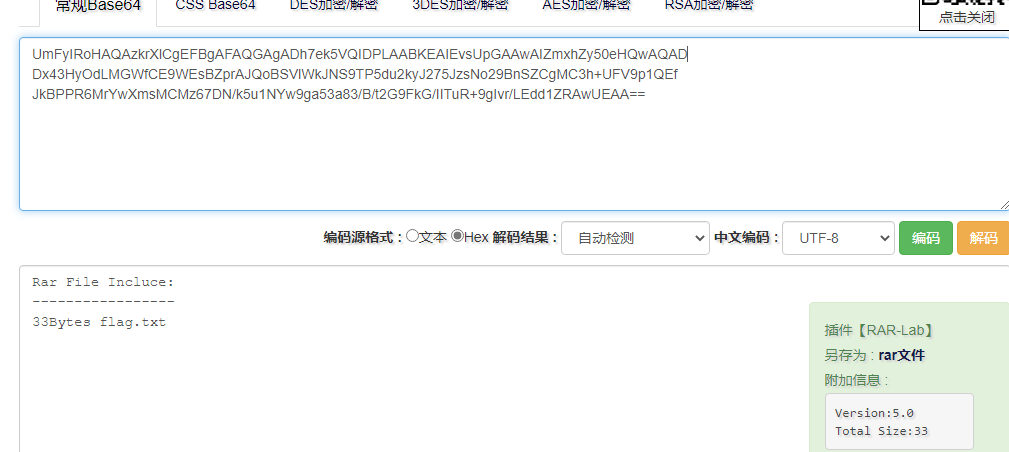 常规Base64 CSS Base64 DES加密/解密 3DES加密/解密 AES加密/解密 RSA加密/解密
点击关闭
UmFyIRoHAQAzkrXlCgEFBgAFAQGAgADh7ek5VQIDPLAABKEAIEvsUpGAAwAIZmxhZy50eHQwAQAD
Dx43HyOdLMGWfCE9WEsBZprAJQoBSVlWkJNS9TP5du2kyJ275JzsNo29BnSZCgMC3h+UFV9p1QEf
JkBPPR6MrYwXmsMCMz67DN/k5u1NYw9ga53a83/B/t2G9FkG/IITuR+9gIvr/LEdd1ZRAwUEAA==
编码源格式 : 文本 Hex 解码结果 : 自动检测 中文编码 : UTF-8 编码 解码
Rar File Incluce:
-----------------
33Bytes flag.txt
插件【RAR-Lab】
另存为 : rar文件
附加信息 :
Version:5.0
Total Size:33